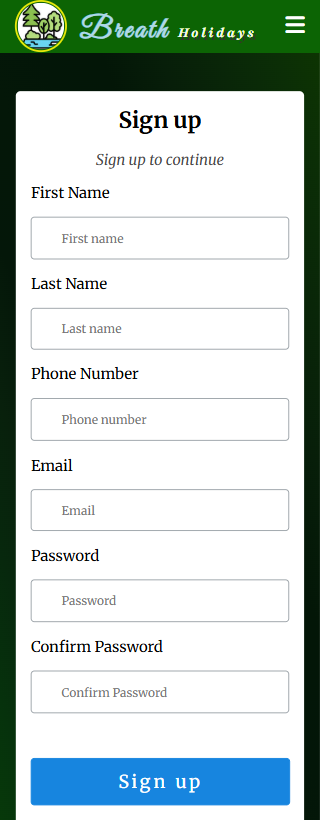 Breath Holidays
Sign up
Sign up to continue
First Name
First name
Last Name
Last name
Phone Number
Phone number
Email
Email
Password
Password
Confirm Password
Confirm Password
Sign up